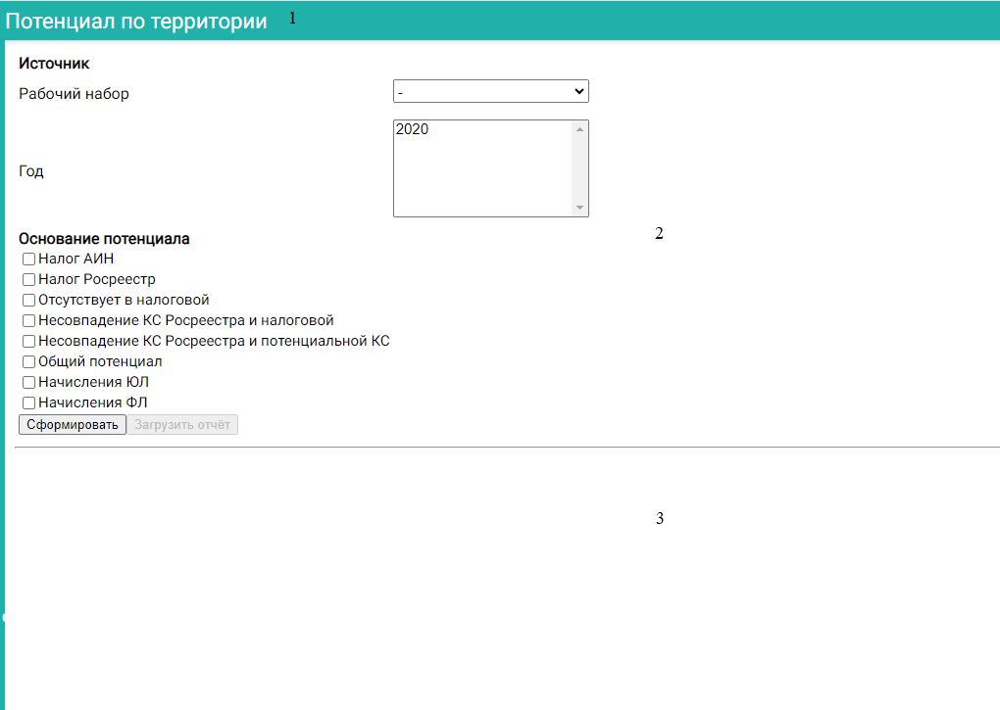 Потенциал по территории 1
Источник
Рабочий набор -
2020
Год
2
Основание потенциала
Налог АИН
Налог Росреестр
Отсутствует в налоговой
Несовпадение КС Росреестра и налоговой
Несовпадение КС Росреестра и потенциальной КС
Общий потенциал
Начисления ЮЛ
Начисления ФЛ
Сформировать Загрузить отчёт
3